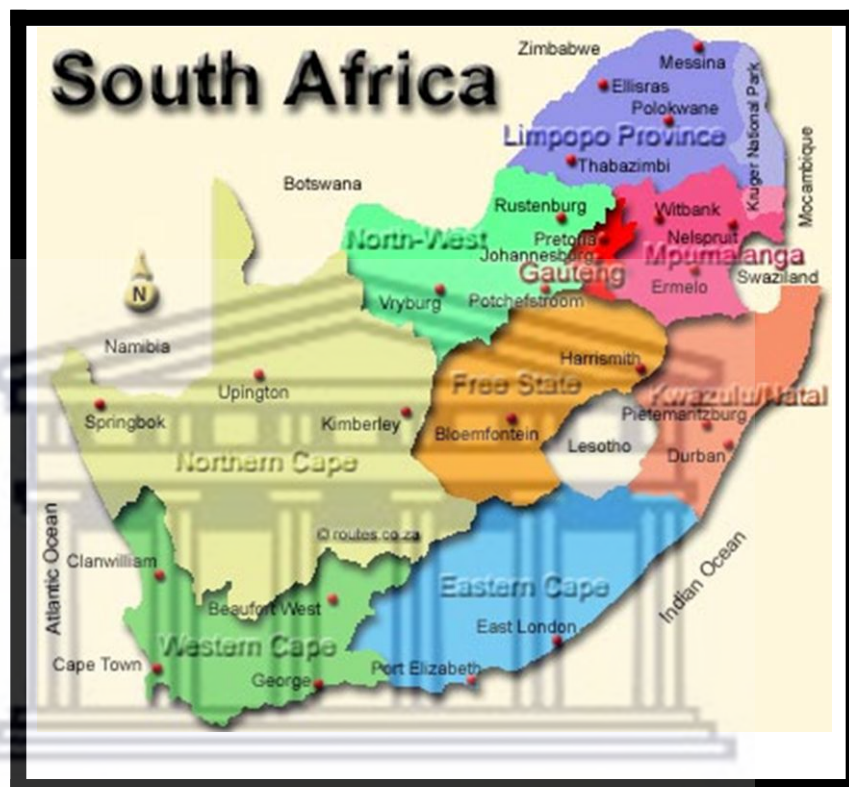 South Africa
Zimbabwe
Messina
Ellisras
Polokwane
Limpopo Province
Thabazimbi
Kruger National Park
Mocambique
Botswana
Rustenburg
Witbank
North-West
Pretoria
Nelspruit
Johannesburg
Mpumalanga
Gauteng
Swaziland
N
Vryburg
Potchefstroom
Ermelo
Namibia
Harrismith
Upington
Free State
Kwazulu/Natal
Springbok
Kimberley
Pietermaritzburg
Bloemfontein
Lesotho
Durban
Northern Cape
Atlantic Ocean
© routes.co.za
Indian Ocean
Clanwilliam
Eastern Cape
Beaufort West
East London
Western Cape
Cape Town
George
Port Elizabeth